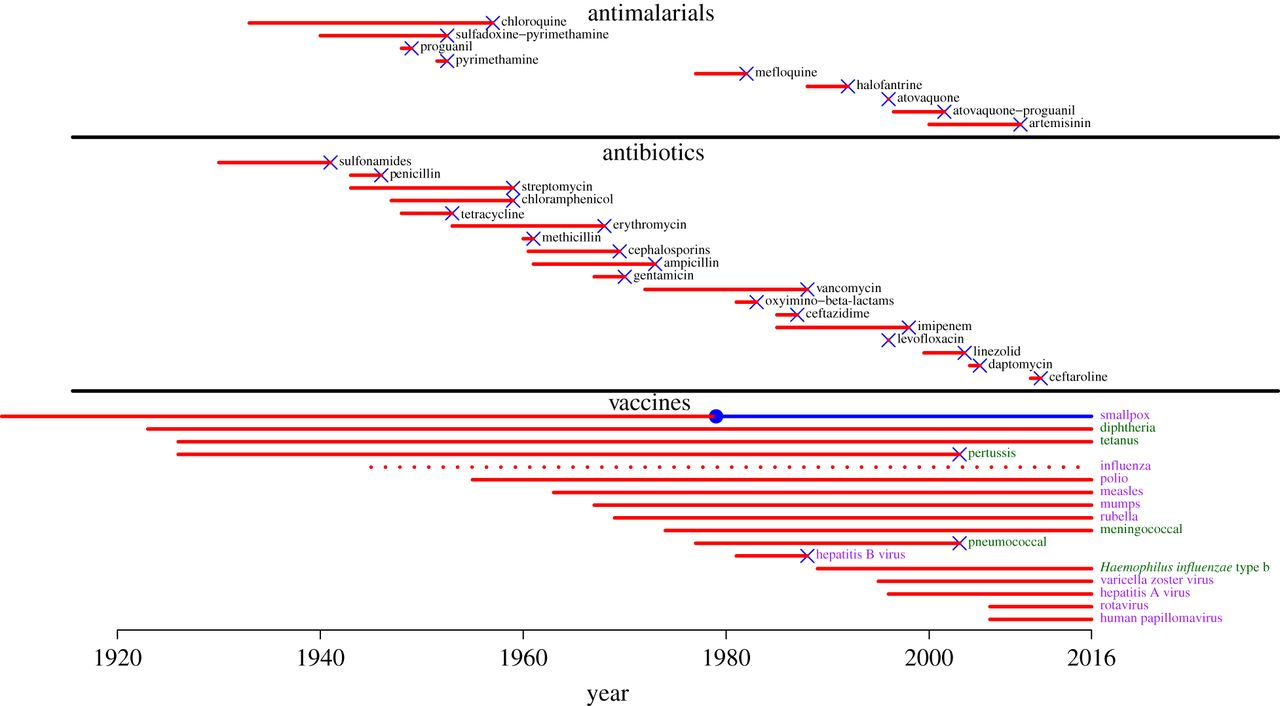 antimalarials
chloroquine
sulfadoxine−pyrimethamine
proguanil
pyrimethamine
mefloquine
halofantrine
atovaquone
atovaquone−proguanil
artemisinin
antibiotics
sulfonamides
penicillin
streptomycin
chloramphenicol
tetracycline
erythromycin
methicillin
cephalosporins
ampicillin
gentamicin
vancomycin
oxyimino−beta-lactams
ceftazidime
imipenem
levofloxacin
linezolid
daptomycin
ceftaroline
vaccines
smallpox
diphtheria
tetanus
pertussis
influenza
polio
measles
mumps
rubella
meningococcal
pneumococcal
hepatitis B virus
Haemophilus influenzae type b
varicella zoster virus
hepatitis A virus
rotavirus
human papillomavirus
1920 1940 1960 1980 2000 2016
year